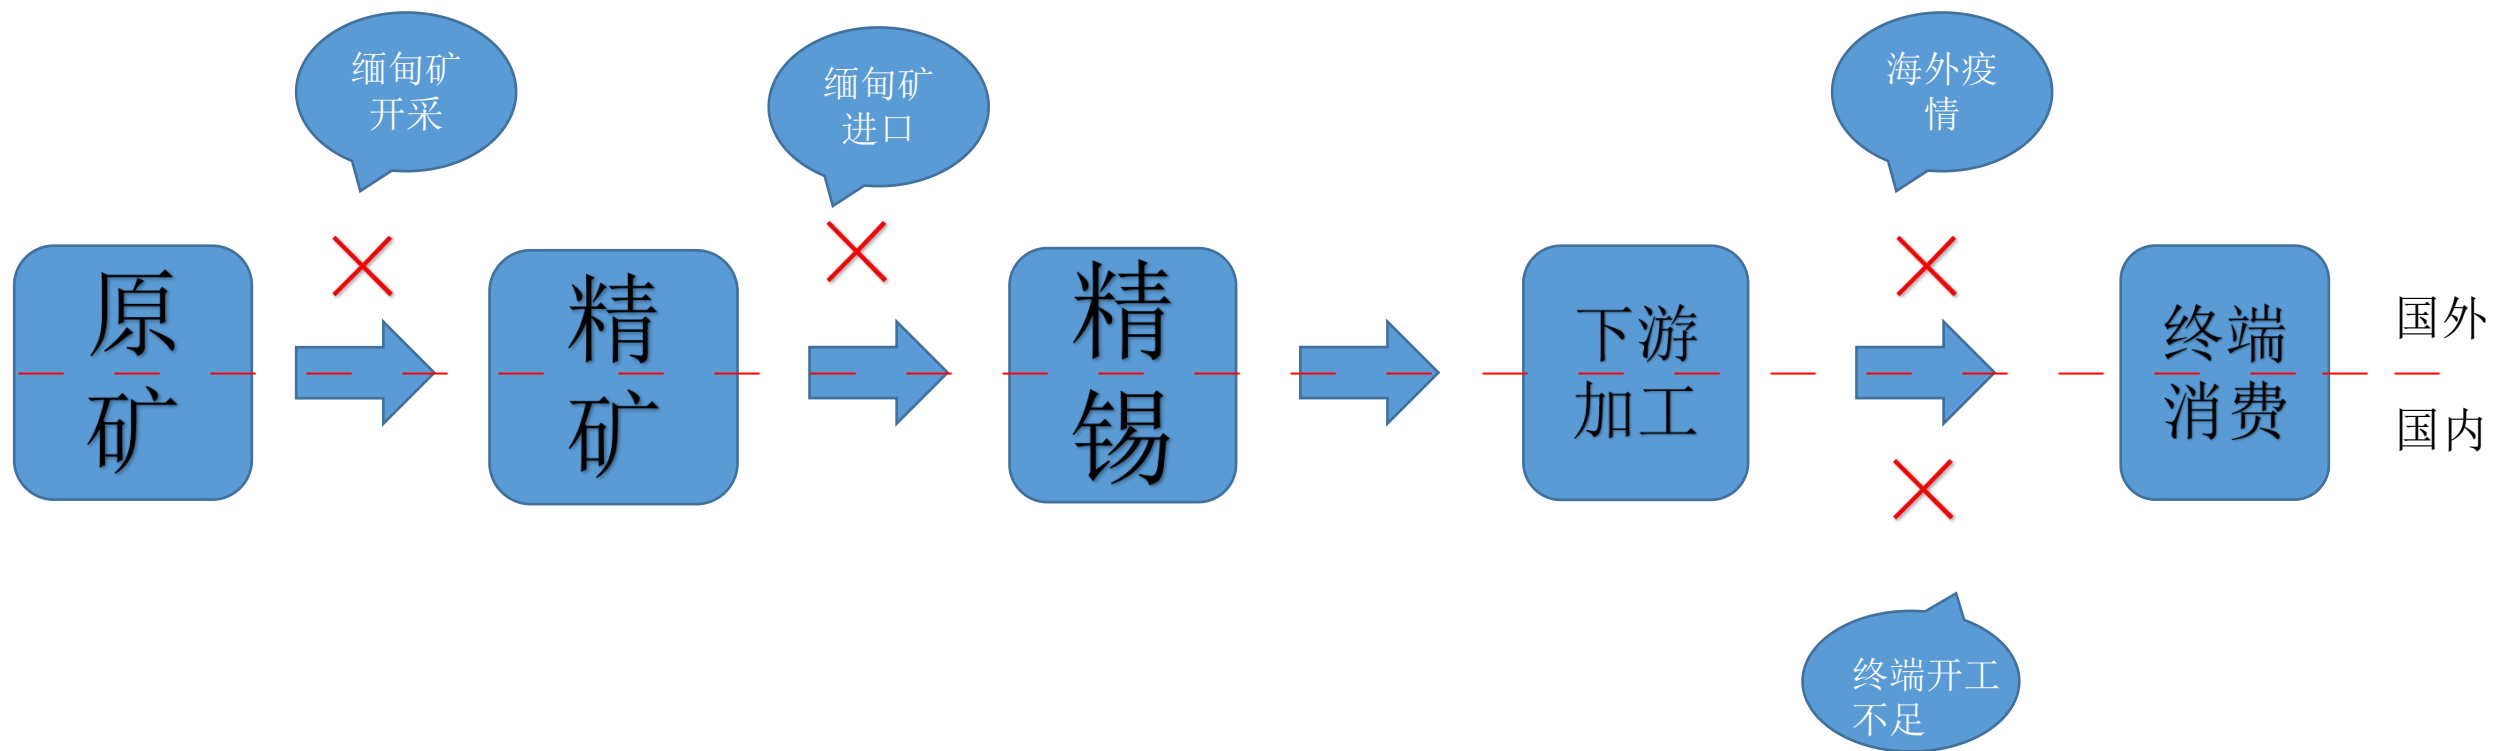 缅甸矿
开采
缅甸矿
进口
海外疫
情
原
矿
精
矿
精
锡
下游
加工
终端
消费
国外
国内
终端开工
不足